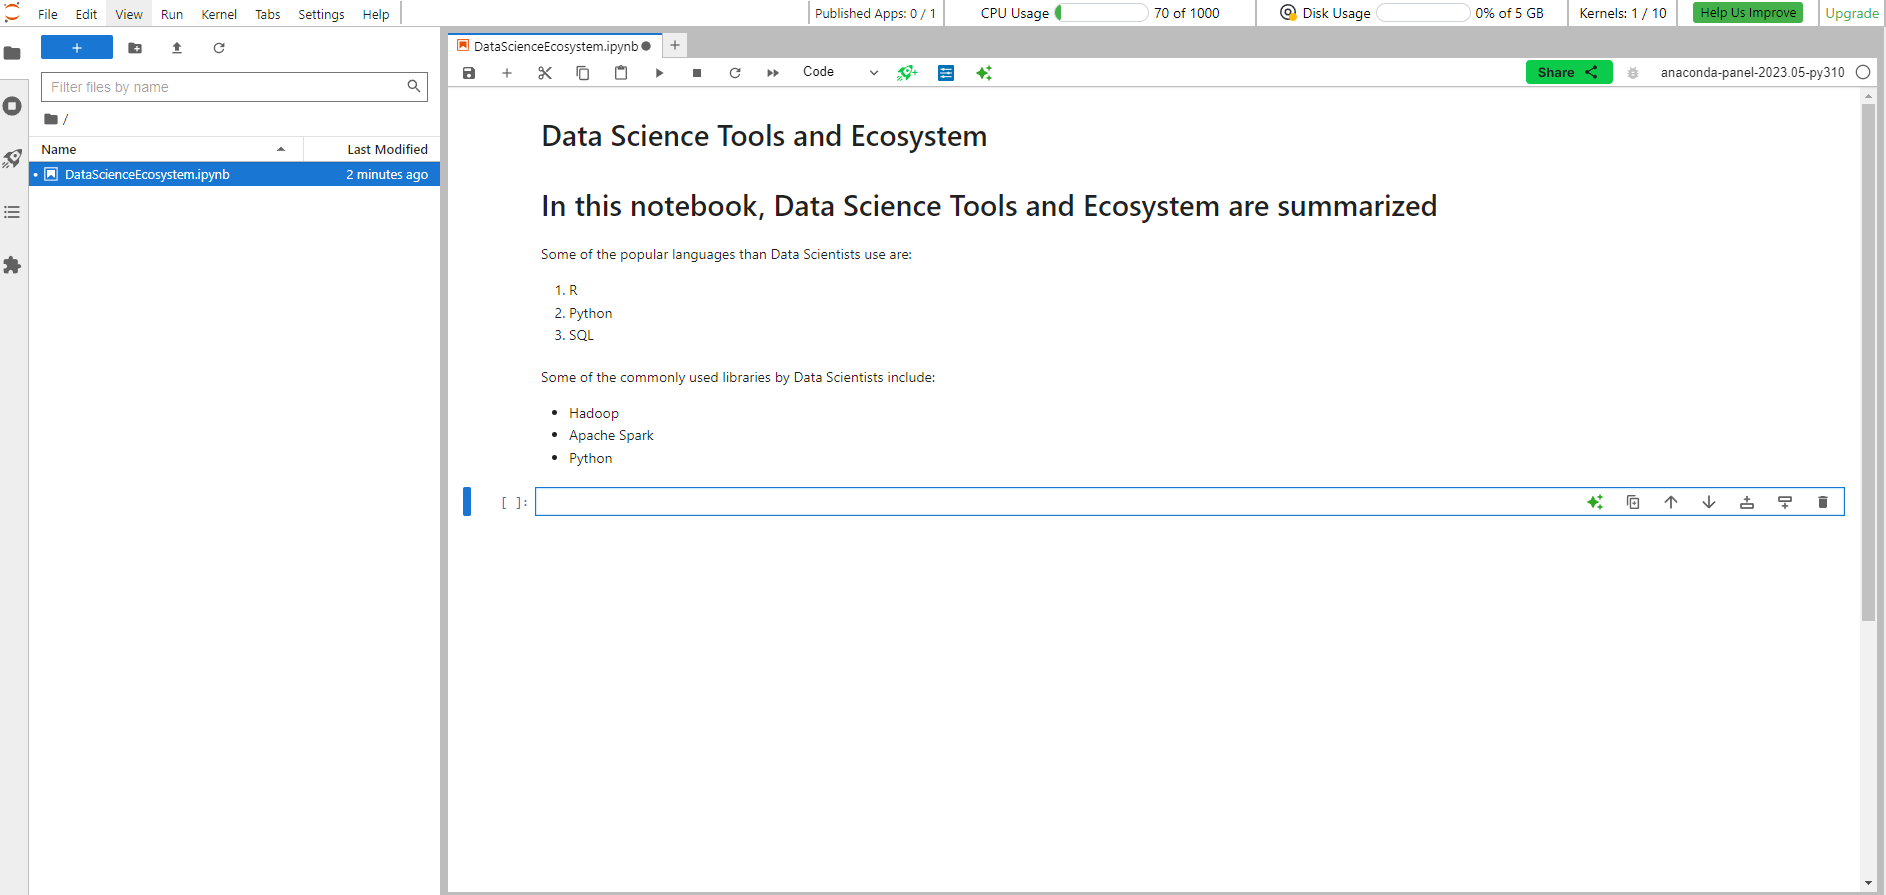 File Edit View Run Kernel Tabs Settings Help Published Apps: 0 / 1 CPU Usage 70 of 1000 Disk Usage 0% of 5 GB Kernels: 1 / 10 Help Us Improve Upgrade
Filter files by name
/
Name Last Modified
DataScienceEcosystem.ipynb 2 minutes ago
DataScienceEcosystem.ipynb
Code Share anaconda-panel-2023.05-py310
Data Science Tools and Ecosystem
In this notebook, Data Science Tools and Ecosystem are summarized
Some of the popular languages than Data Scientists use are:
1. R
2. Python
3. SQL
Some of the commonly used libraries by Data Scientists include:
• Hadoop
• Apache Spark
• Python
[ ]: